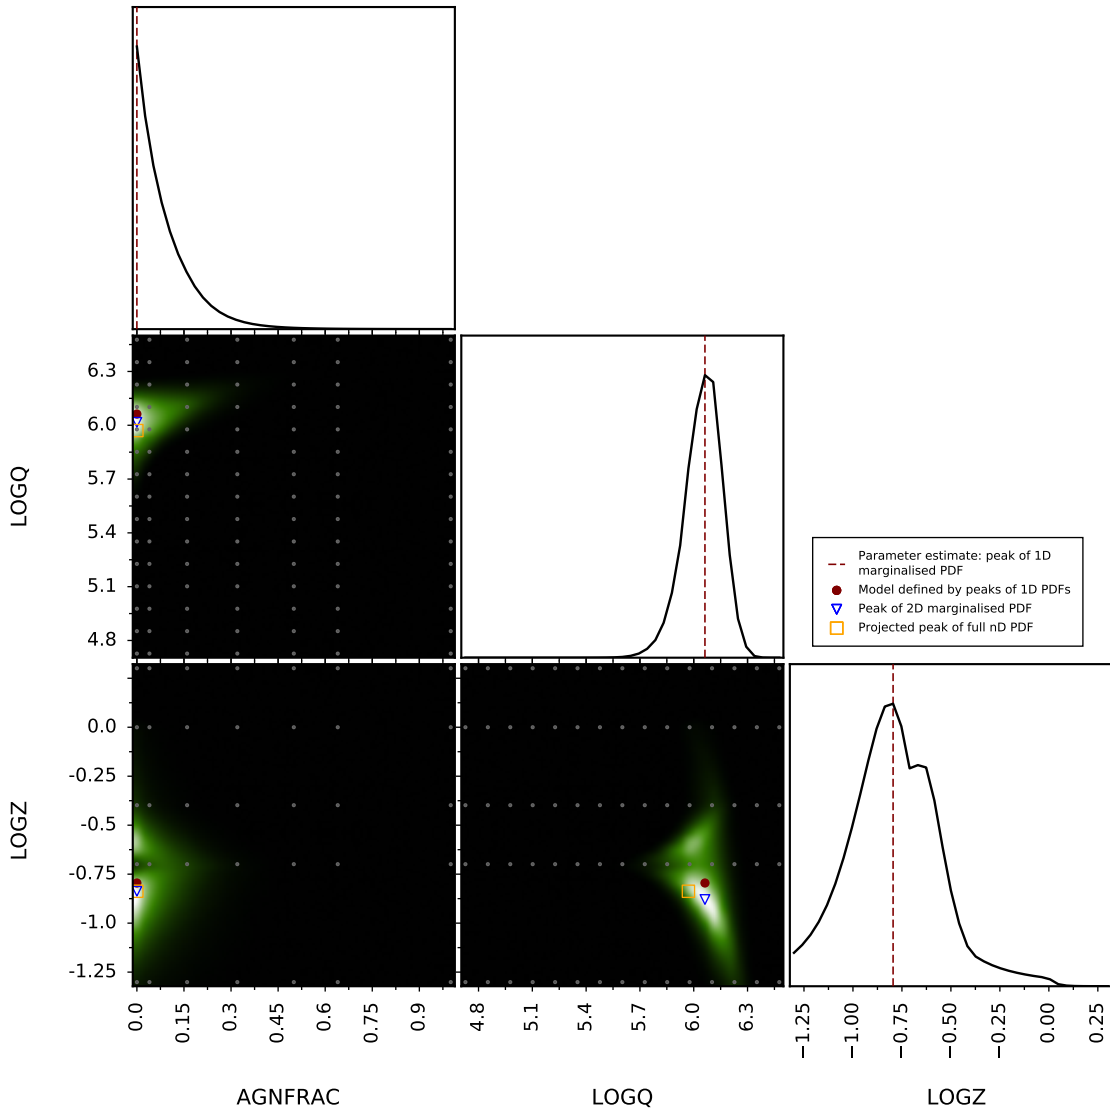 6.3
6.0
5.7
5.4
5.1
4.8
LOGQ
Parameter estimate: peak of 1D
marginalised PDF
Model defined by peaks of 1D PDFs
Peak of 2D marginalised PDF
Projected peak of full nD PDF
0.0
-0.25
-0.5
-0.75
-1.0
-1.25
LOGZ
0.0 0.15 0.3 0.45 0.6 0.75 0.9
4.8 5.1 5.4 5.7 6.0 6.3
−1.25 −1.00 −0.75 −0.50 −0.25 0.00 0.25
AGNFRAC LOGQ LOGZ